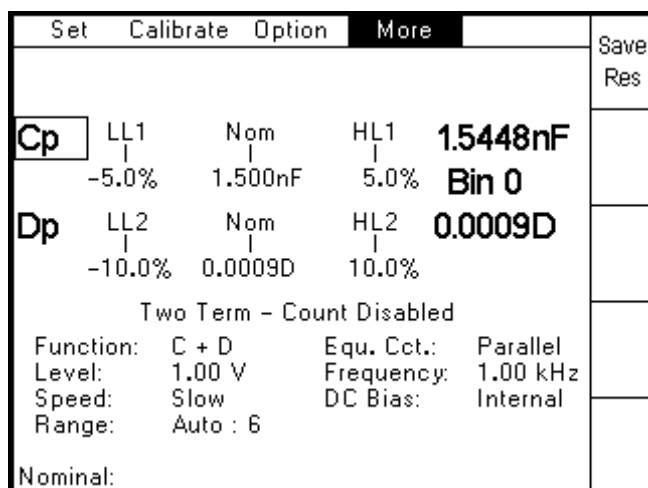 Set Calibrate Option More
Save
Res
Cp LL1 Nom HL1 1.5448nF
-5.0% 1.500nF 5.0% Bin 0
Dp LL2 Nom HL2 0.0009D
-10.0% 0.0009D 10.0%
Two Term - Count Disabled
Function: C + D Equ. Cct.: Parallel
Level: 1.00 V Frequency: 1.00 kHz
Speed: Slow DC Bias: Internal
Range: Auto : 6
Nominal: